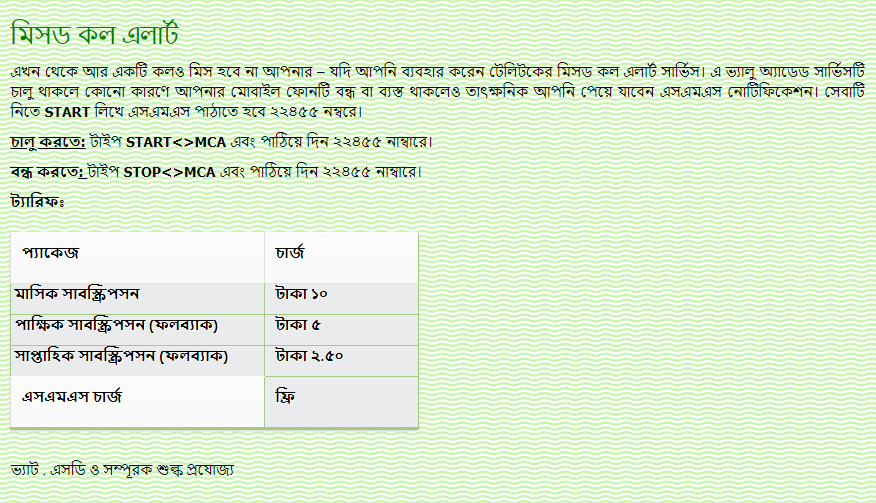 মিসড কল এলার্ট
এখন থেকে আর একটি কলও মিস হবে না আপনার – যদি আপনি ব্যবহার করেন টেলিটকের মিসড কল এলার্ট সার্ভিস। এ ভ্যালু অ্যাডেড সার্ভিসটি
চালু থাকলে কোনো কারণে আপনার মোবাইল ফোনটি বন্ধ বা ব্যস্ত থাকলেও তাৎক্ষনিক আপনি পেয়ে যাবেন এসএমএস নোটিফিকেশন। সেবাটি
নিতে START লিখে এসএমএস পাঠাতে হবে ২২৪৫৫ নম্বরে।
চালু করতে: টাইপ START<>MCA এবং পাঠিয়ে দিন ২২৪৫৫ নাম্বারে।
বন্ধ করতে: টাইপ STOP<>MCA এবং পাঠিয়ে দিন ২২৪৫৫ নাম্বারে।
ট্যারিফঃ
প্যাকেজ চার্জ
মাসিক সাবস্ক্রিপসন টাকা ১০
পাক্ষিক সাবস্ক্রিপসন (ফলব্যাক) টাকা ৫
সাপ্তাহিক সাবস্ক্রিপসন (ফলব্যাক) টাকা ২.৫০
এসএমএস চার্জ ফ্রি
ভ্যাট , এসডি ও সম্পূরক শুল্ক প্রযোজ্য